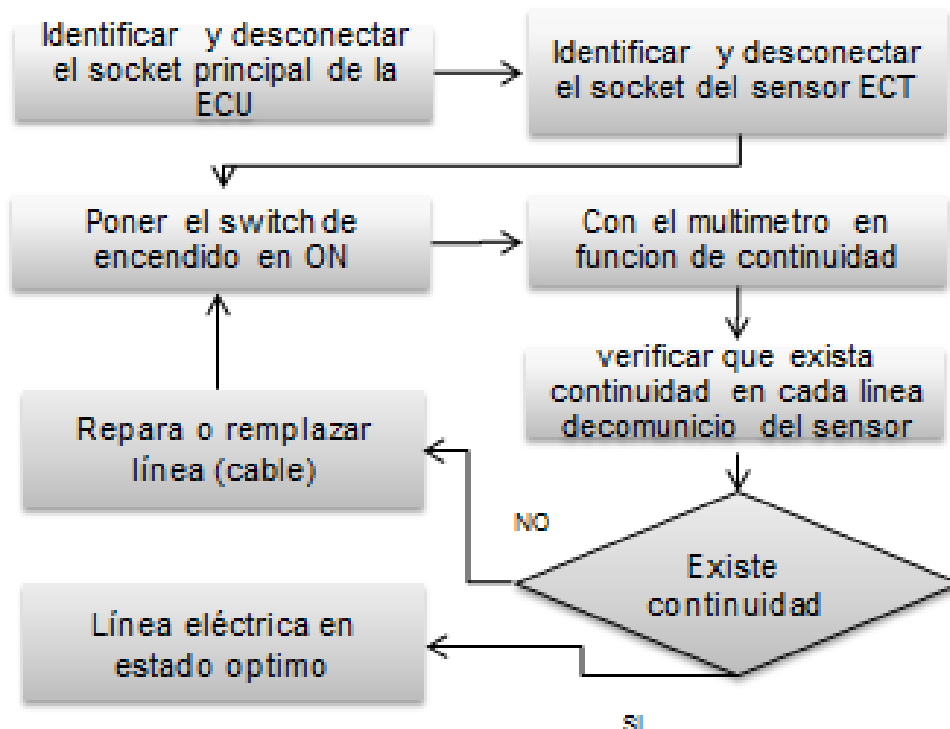 Identificar y desconectar
el socket principal de la
ECU
Identificar y desconectar
el socket del sensor ECT
Poner el switch de
encendido en ON
Con el multimetro en
funcion de continuidad
verificar que exista
continuidad en cada linea
decomunicio del sensor
Existe
continuidad
NO
Repara o remplazar
línea (cable)
SI
Línea eléctrica en
estado optimo